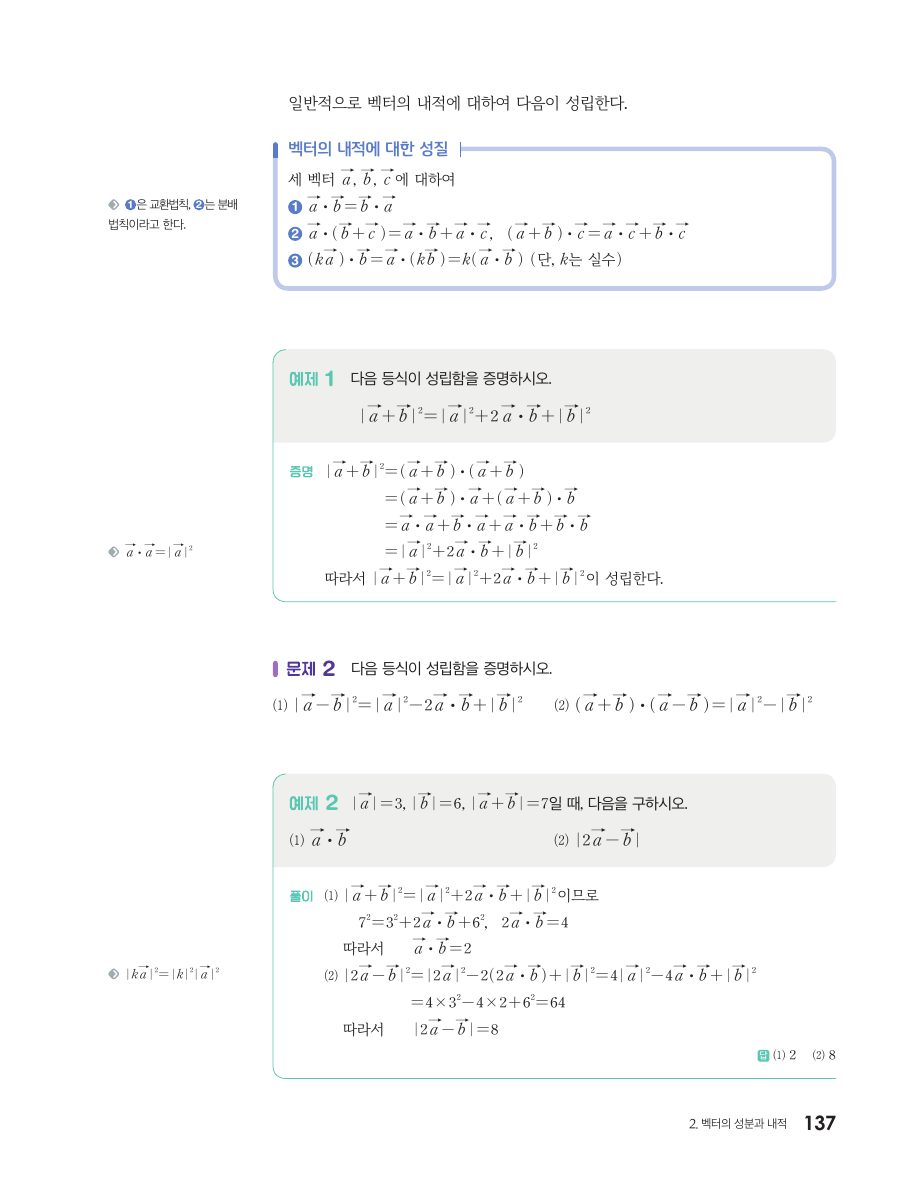 일반적으로 벡터의 내적에 대하여 다음이 성립한다.
벡터의 내적에 대한 성질
세 벡터 a⃗, b⃗, c⃗에 대하여
❶ a⃗·b⃗=b⃗·a⃗
❷ a⃗·(b⃗+c⃗)=a⃗·b⃗+a⃗·c⃗, (a⃗+b⃗)·c⃗=a⃗·c⃗+b⃗·c⃗
❸ (ka⃗)·b⃗=a⃗·(kb⃗)=k(a⃗·b⃗) (단, k는 실수)
❶은 교환법칙, ❷는 분배
법칙이라고 한다.
예제 1 다음 등식이 성립함을 증명하시오.
|a⃗+b⃗|²=|a⃗|²+2a⃗·b⃗+|b⃗|²
증명 |a⃗+b⃗|²=(a⃗+b⃗)·(a⃗+b⃗)
=(a⃗+b⃗)·a⃗+(a⃗+b⃗)·b⃗
=a⃗·a⃗+b⃗·a⃗+a⃗·b⃗+b⃗·b⃗
=|a⃗|²+2a⃗·b⃗+|b⃗|²
a⃗·a⃗=|a⃗|²
따라서 |a⃗+b⃗|²=|a⃗|²+2a⃗·b⃗+|b⃗|²이 성립한다.
문제 2 다음 등식이 성립함을 증명하시오.
(1) |a⃗-b⃗|²=|a⃗|²-2a⃗·b⃗+|b⃗|² (2) (a⃗+b⃗)·(a⃗-b⃗)=|a⃗|²-|b⃗|²
예제 2 |a⃗|=3, |b⃗|=6, |a⃗+b⃗|=7일 때, 다음을 구하시오.
(1) a⃗·b⃗ (2) |2a⃗-b⃗|
풀이 (1) |a⃗+b⃗|²=|a⃗|²+2a⃗·b⃗+|b⃗|²이므로
7²=3²+2a⃗·b⃗+6², 2a⃗·b⃗=4
따라서 a⃗·b⃗=2
|ka⃗|²=|k|²|a⃗|²
(2) |2a⃗-b⃗|²=|2a⃗|²-2(2a⃗·b⃗)+|b⃗|²=4|a⃗|²-4a⃗·b⃗+|b⃗|²
=4×3²-4×2+6²=64
따라서 |2a⃗-b⃗|=8
답 (1) 2 (2) 8
2. 벡터의 성분과 내적 137